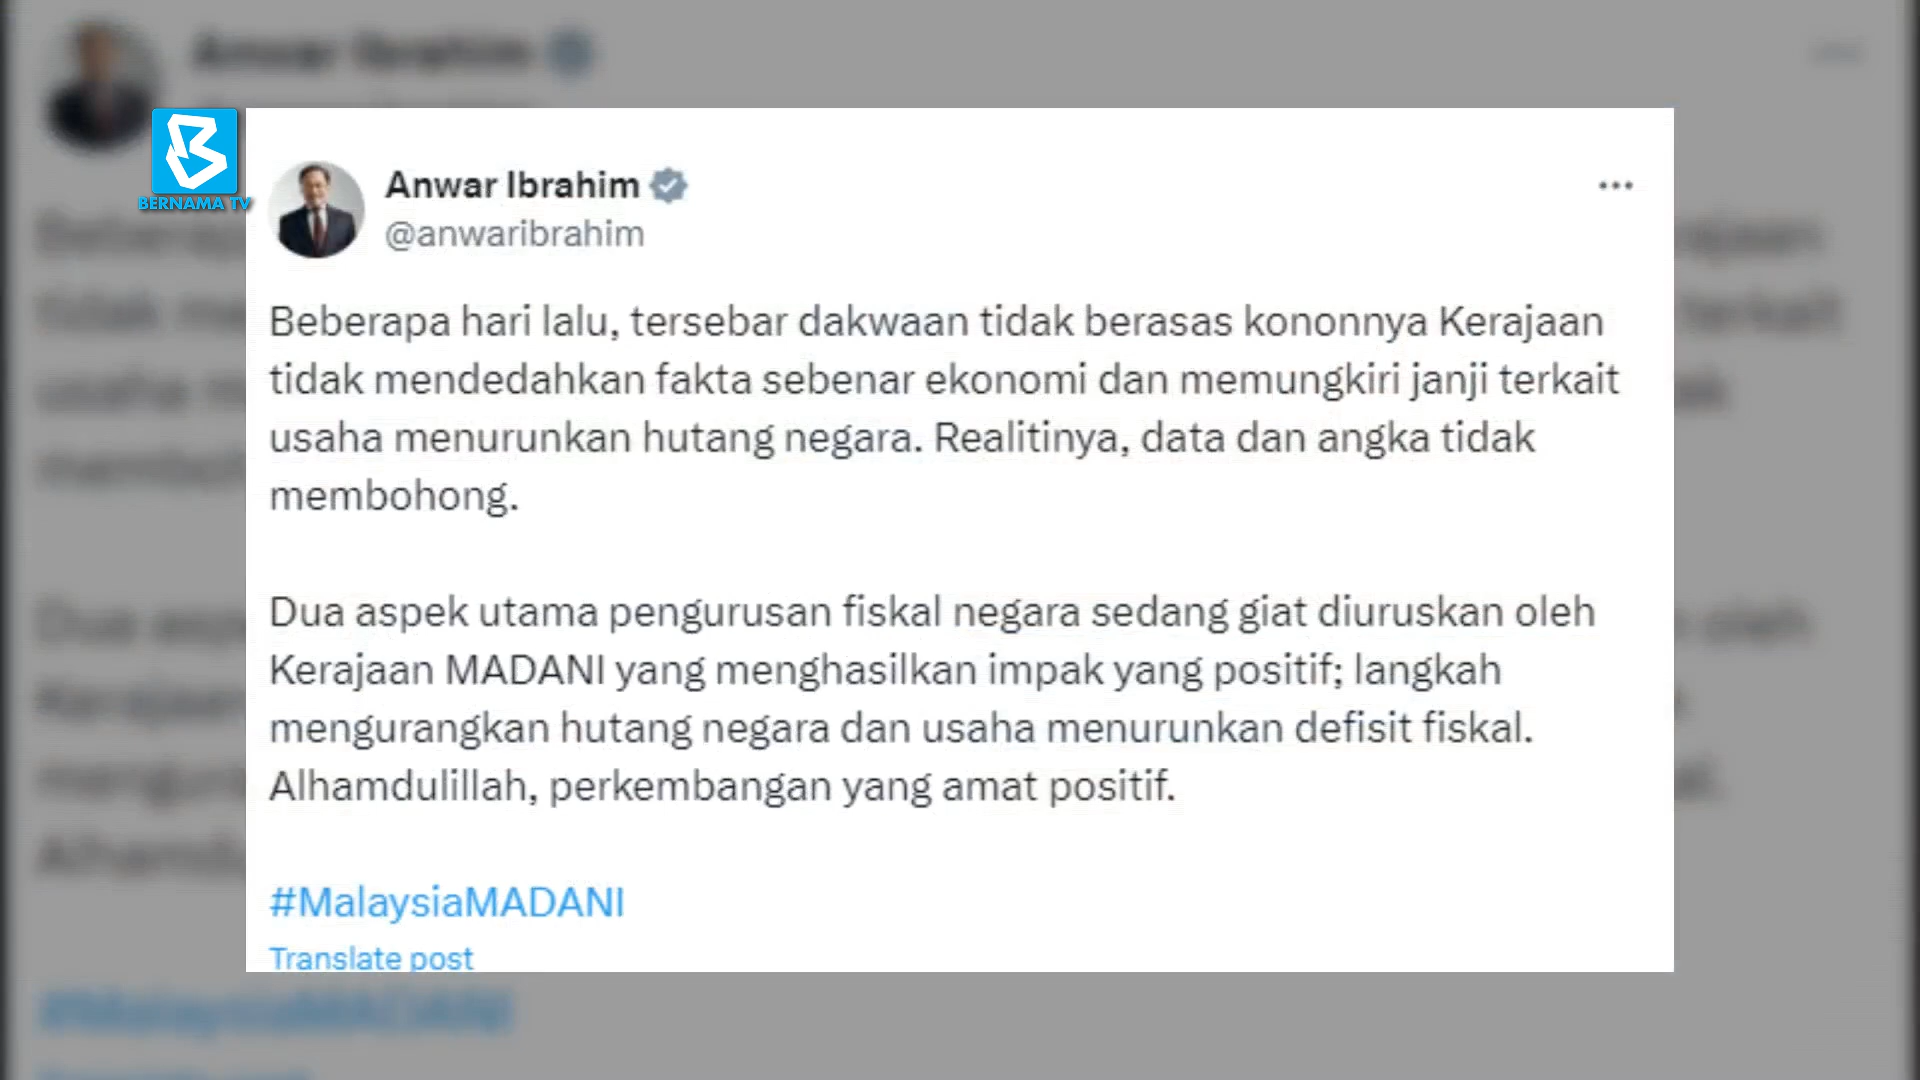 BERNAMA TV
Anwar Ibrahim
@anwaribrahim
Beberapa hari lalu, tersebar dakwaan tidak berasas kononnya Kerajaan
tidak mendedahkan fakta sebenar ekonomi dan memungkiri janji terkait
usaha menurunkan hutang negara. Realitinya, data dan angka tidak
membohong.
Dua aspek utama pengurusan fiskal negara sedang giat diuruskan oleh
Kerajaan MADANI yang menghasilkan impak yang positif; langkah
mengurangkan hutang negara dan usaha menurunkan defisit fiskal.
Alhamdulillah, perkembangan yang amat positif.
#MalaysiaMADANI
Translate post